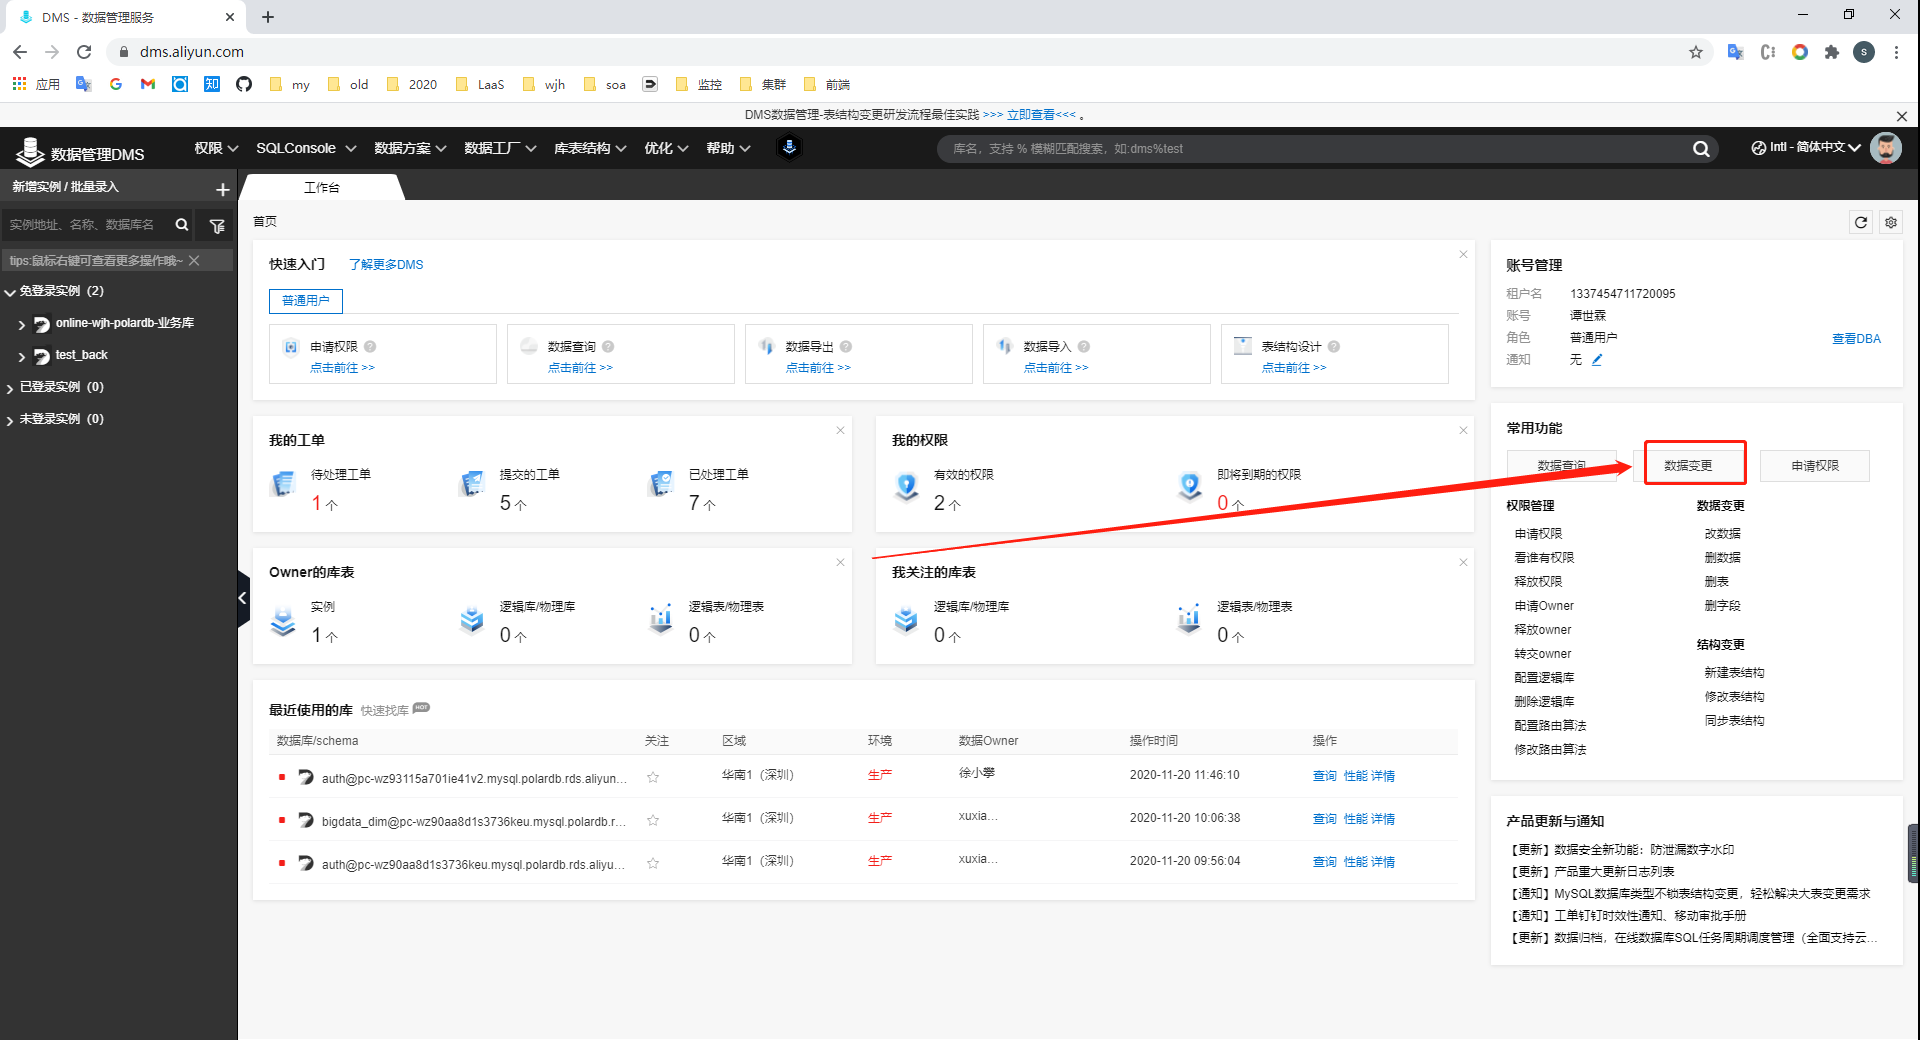 DMS - 数据管理服务
dms.aliyun.com
S
应用
知
my
old
2020
LaaS
wjh
soa
监控
集群
前端
DMS数据管理-表结构变更研发流程最佳实践 >>> 立即查看<<< 。
数据管理DMS
权限
SQLConsole
数据方案
数据工厂
库表结构
优化
帮助
库名，支持 % 模糊匹配搜索，如:dms%test
Intl - 简体中文
新增实例 / 批量录入
+
工作台
实例地址、名称、数据库名
tips:鼠标右键可查看更多操作哦~
免登录实例（2）
online-wjh-polardb-业务库
test_back
已登录实例（0）
未登录实例（0）
首页
快速入门
了解更多DMS
普通用户
申请权限
点击前往 >>
数据查询
点击前往 >>
数据导出
点击前往 >>
数据导入
点击前往 >>
表结构设计
点击前往 >>
我的工单
待处理工单
1 个
提交的工单
5 个
已处理工单
7 个
我的权限
有效的权限
2 个
即将到期的权限
0 个
Owner的库表
实例
1 个
逻辑库/物理库
0 个
逻辑表/物理表
0 个
我关注的库表
逻辑库/物理库
0 个
逻辑表/物理表
0 个
最近使用的库
快速找库
HOT
数据库/schema
关注
区域
环境
数据Owner
操作时间
操作
auth@pc-wz93115a701ie41v2.mysql.polardb.rds.aliyun...
华南1（深圳）
生产
徐小攀
2020-11-20 11:46:10
查询 性能 详情
bigdata_dim@pc-wz90aa8d1s3736keu.mysql.polardb.r...
华南1（深圳）
生产
xuxia...
2020-11-20 10:06:38
查询 性能 详情
auth@pc-wz90aa8d1s3736keu.mysql.polardb.rds.aliyu...
华南1（深圳）
生产
xuxia...
2020-11-20 09:56:04
查询 性能 详情
账号管理
租户名
1337454711720095
账号
谭世霖
角色
普通用户
查看DBA
通知
无
常用功能
数据查询
数据变更
申请权限
权限管理
申请权限
看谁有权限
释放权限
申请Owner
释放owner
转交owner
配置逻辑库
删除逻辑库
配置路由算法
修改路由算法
数据变更
改数据
删数据
删表
删字段
结构变更
新建表结构
修改表结构
同步表结构
产品更新与通知
【更新】数据安全新功能：防泄漏数字水印
【更新】产品重大更新日志列表
【通知】MySQL数据库类型不锁表结构变更，轻松解决大表变更需求
【通知】工单钉钉时效性通知、移动审批手册
【更新】数据归档，在线数据库SQL任务周期调度管理（全面支持云...